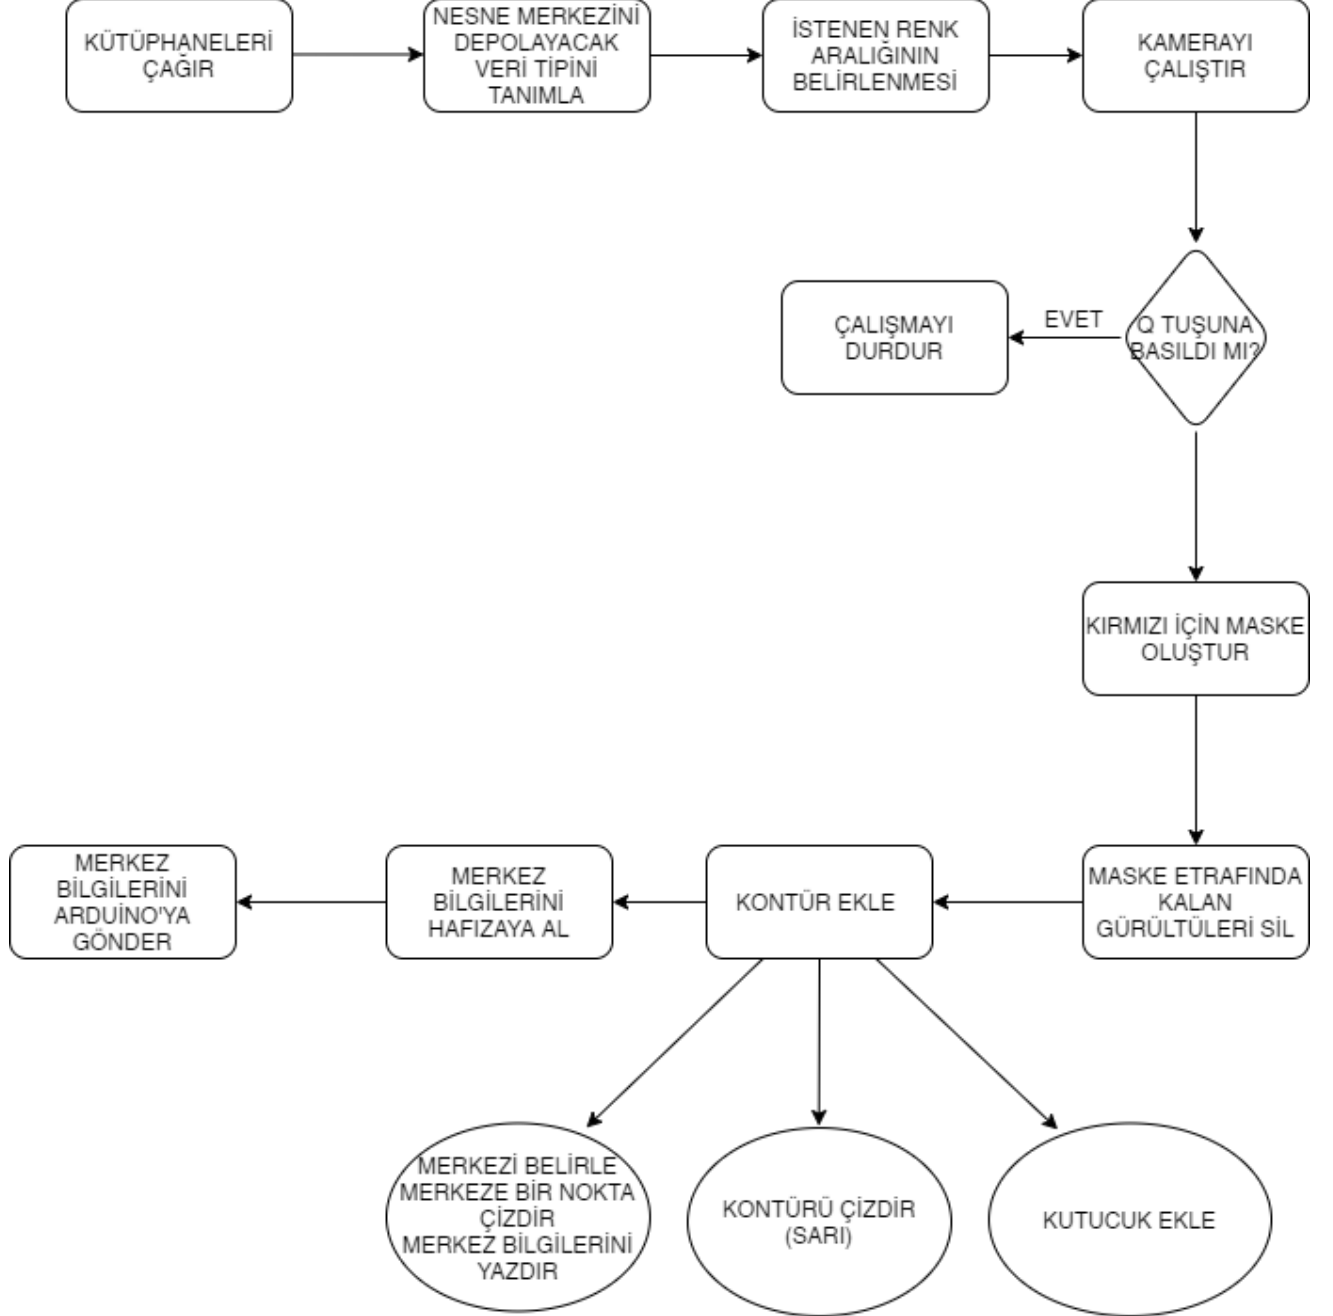 KÜTÜPHANELERİ
ÇAĞIR
NESNE MERKEZİNİ
DEPOLAYACAK
VERİ TİPİNİ
TANIMLA
İSTENEN RENK
ARALIĞININ
BELİRLENMESİ
KAMERAYI
ÇALIŞTIR
Q TUŞUNA
BASILDI MI?
EVET
ÇALIŞMAYI
DURDUR
KIRMIZI İÇİN MASKE
OLUŞTUR
MASKE ETRAFINDA
KALAN
GÜRÜLTÜLERİ SİL
KONTÜR EKLE
MERKEZ
BİLGİLERİNİ
HAFIZAYA AL
MERKEZ
BİLGİLERİNİ
ARDUİNO'YA
GÖNDER
MERKEZİ BELİRLE
MERKEZE BİR NOKTA
ÇİZDİR
MERKEZ BİLGİLERİNİ
YAZDIR
KONTÜRÜ ÇİZDİR
(SARI)
KUTUCUK EKLE